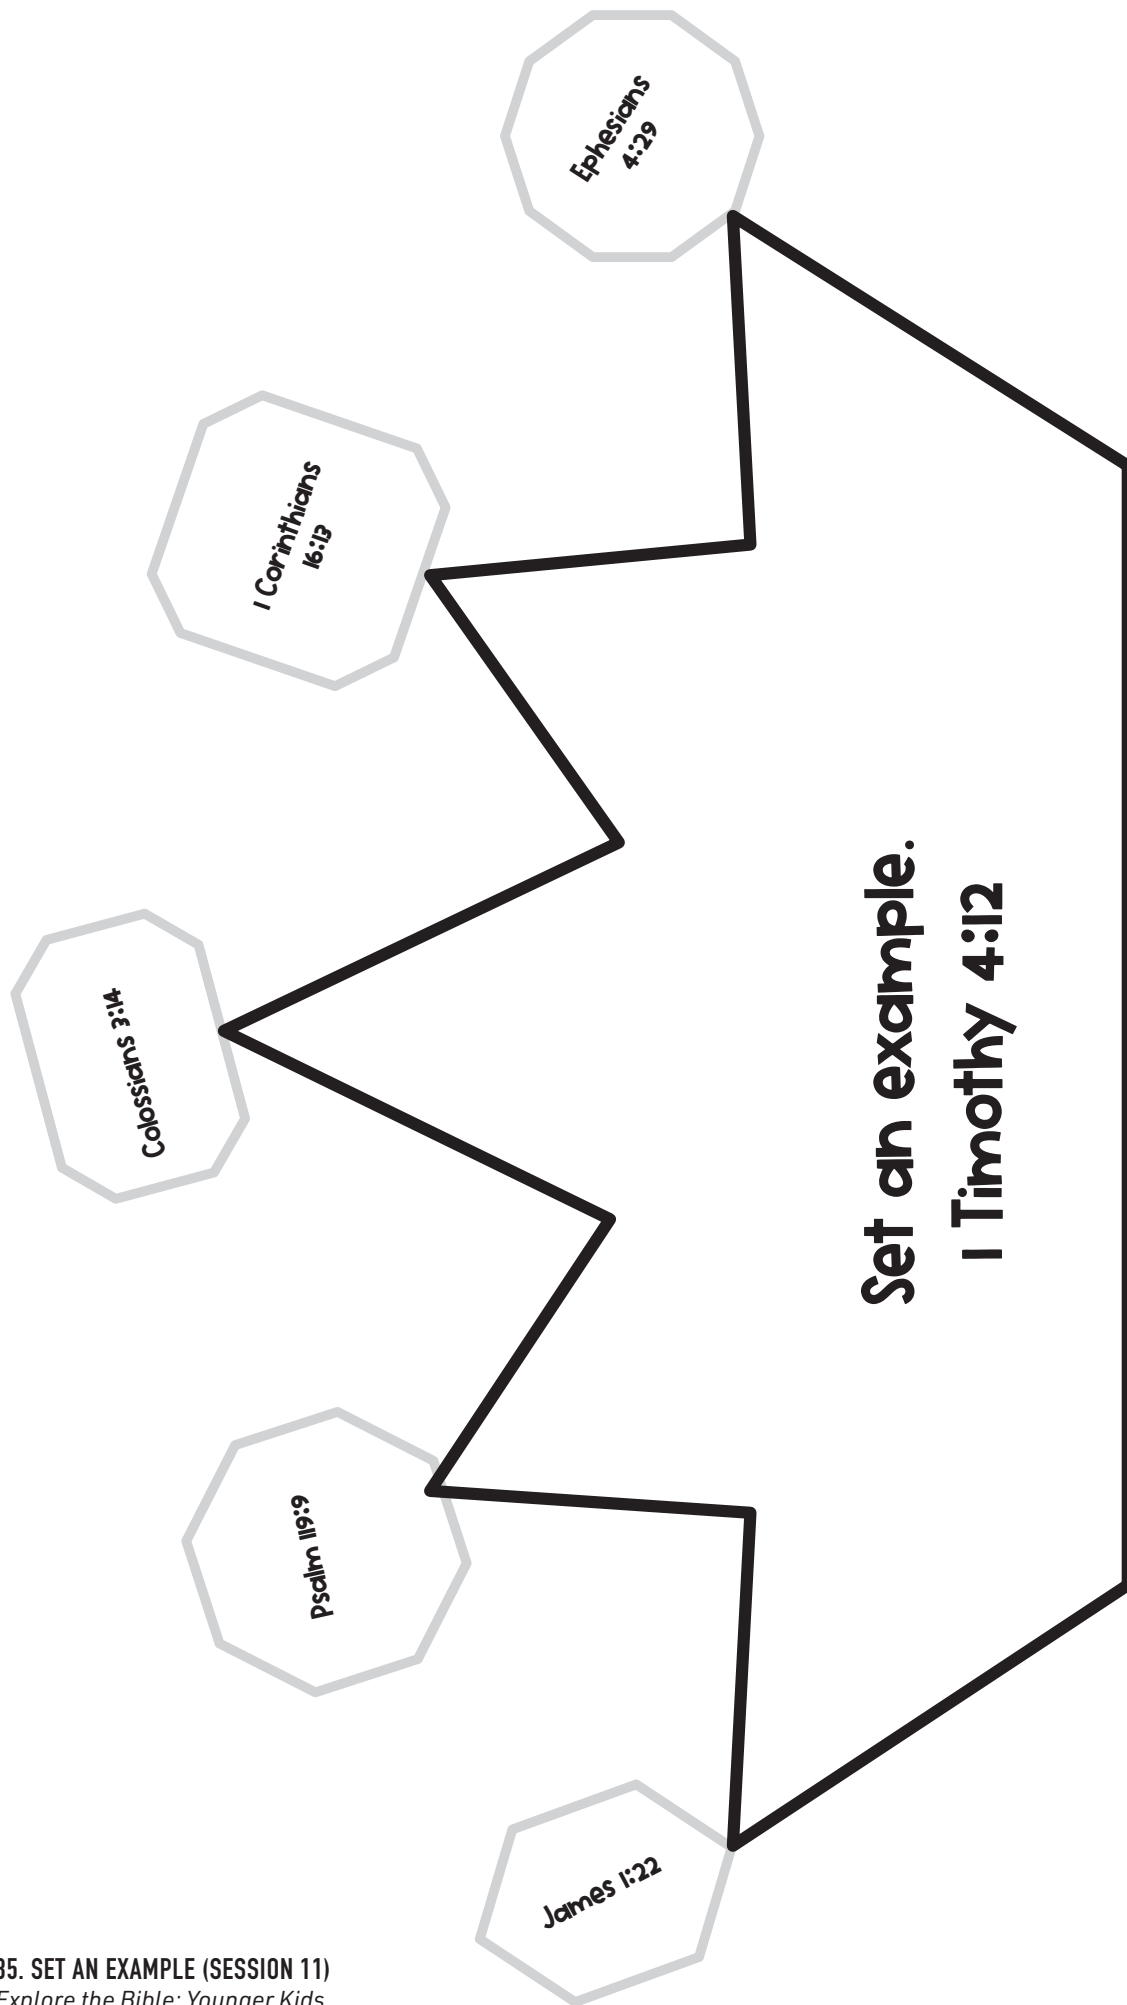 Ephesians
4:29
1 Corinthians
16:13
Colossians 3:14
Psalm 119:9
James 1:22
Set an example.
1 Timothy 4:12
35. SET AN EXAMPLE (SESSION 11)
Explore the Bible: Younger Kids